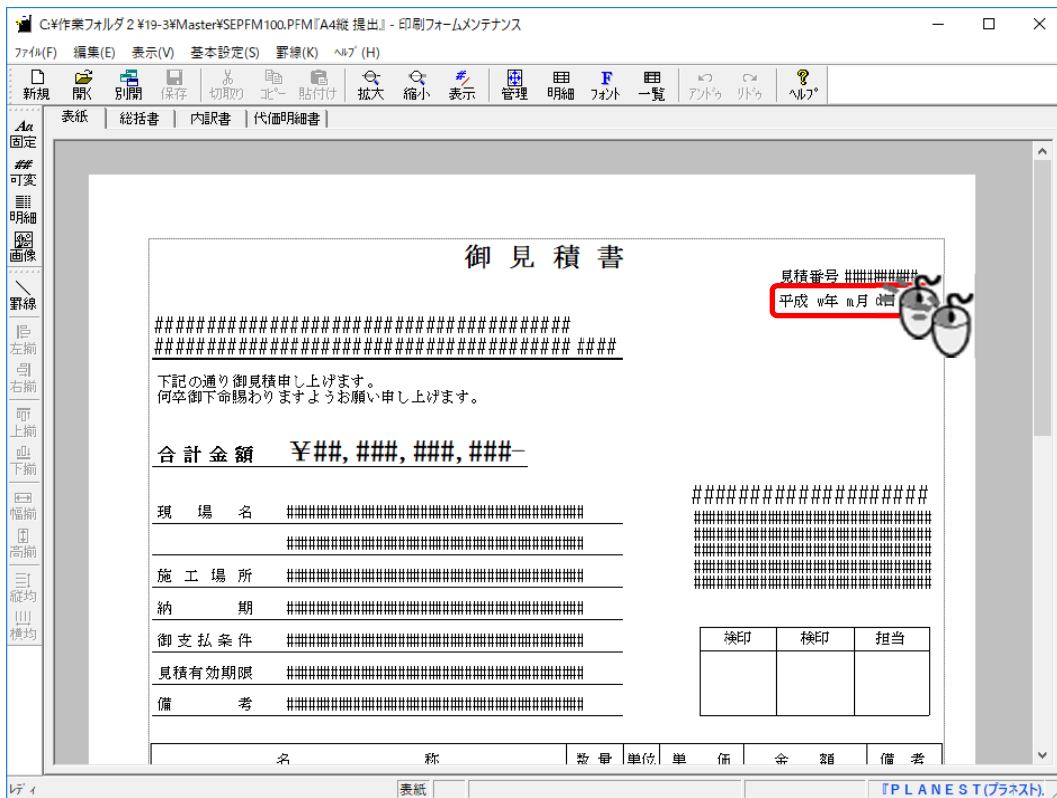 C:¥作業フォルダ２¥19-3¥Master¥SEPFM100.PFM『A4縦 提出』 - 印刷フォームメンテナンス
ﾌｧｲﾙ(F) 編集(E) 表示(V) 基本設定(S) 罫線(K) ﾍﾙﾌﾟ(H)
新規 開く 別開 保存 切取り ｺﾋﾟｰ 貼付け 拡大 縮小 表示 管理 明細 ﾌｫﾝﾄ 一覧 ｱﾝﾄﾞｩ ﾘﾄﾞｩ ﾍﾙﾌﾟ
表紙 総括書 内訳書 代価明細書
固定
可変
明細
画像
罫線
左揃
右揃
上揃
下揃
幅揃
高揃
縦均
横均
御 見 積 書
見積番号 ##########
平成 w年 m月 d日
########################################
######################################## ####
下記の通り御見積申し上げます。
何卒御下命賜わりますようお願い申し上げます。
合 計 金 額 ￥##,###,###,###−
####################
現 場 名 ########################################
########################################
施 工 場 所 ########################################
納 期 ########################################
御 支 払 条 件 ########################################
見積有効期限 ########################################
備 考 ########################################
検印 検印 担当
名 称 数 量 単位 単 価 金 額 備 考
ﾚﾃﾞｨ 表紙 『ＰＬＡＮＥＳＴ(プラネスト)』